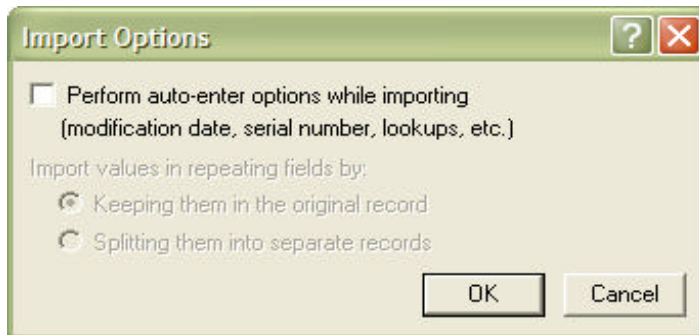 Import Options
Perform auto-enter options while importing
(modification date, serial number, lookups, etc.)
Import values in repeating fields by:
Keeping them in the original record
Splitting them into separate records
OK Cancel